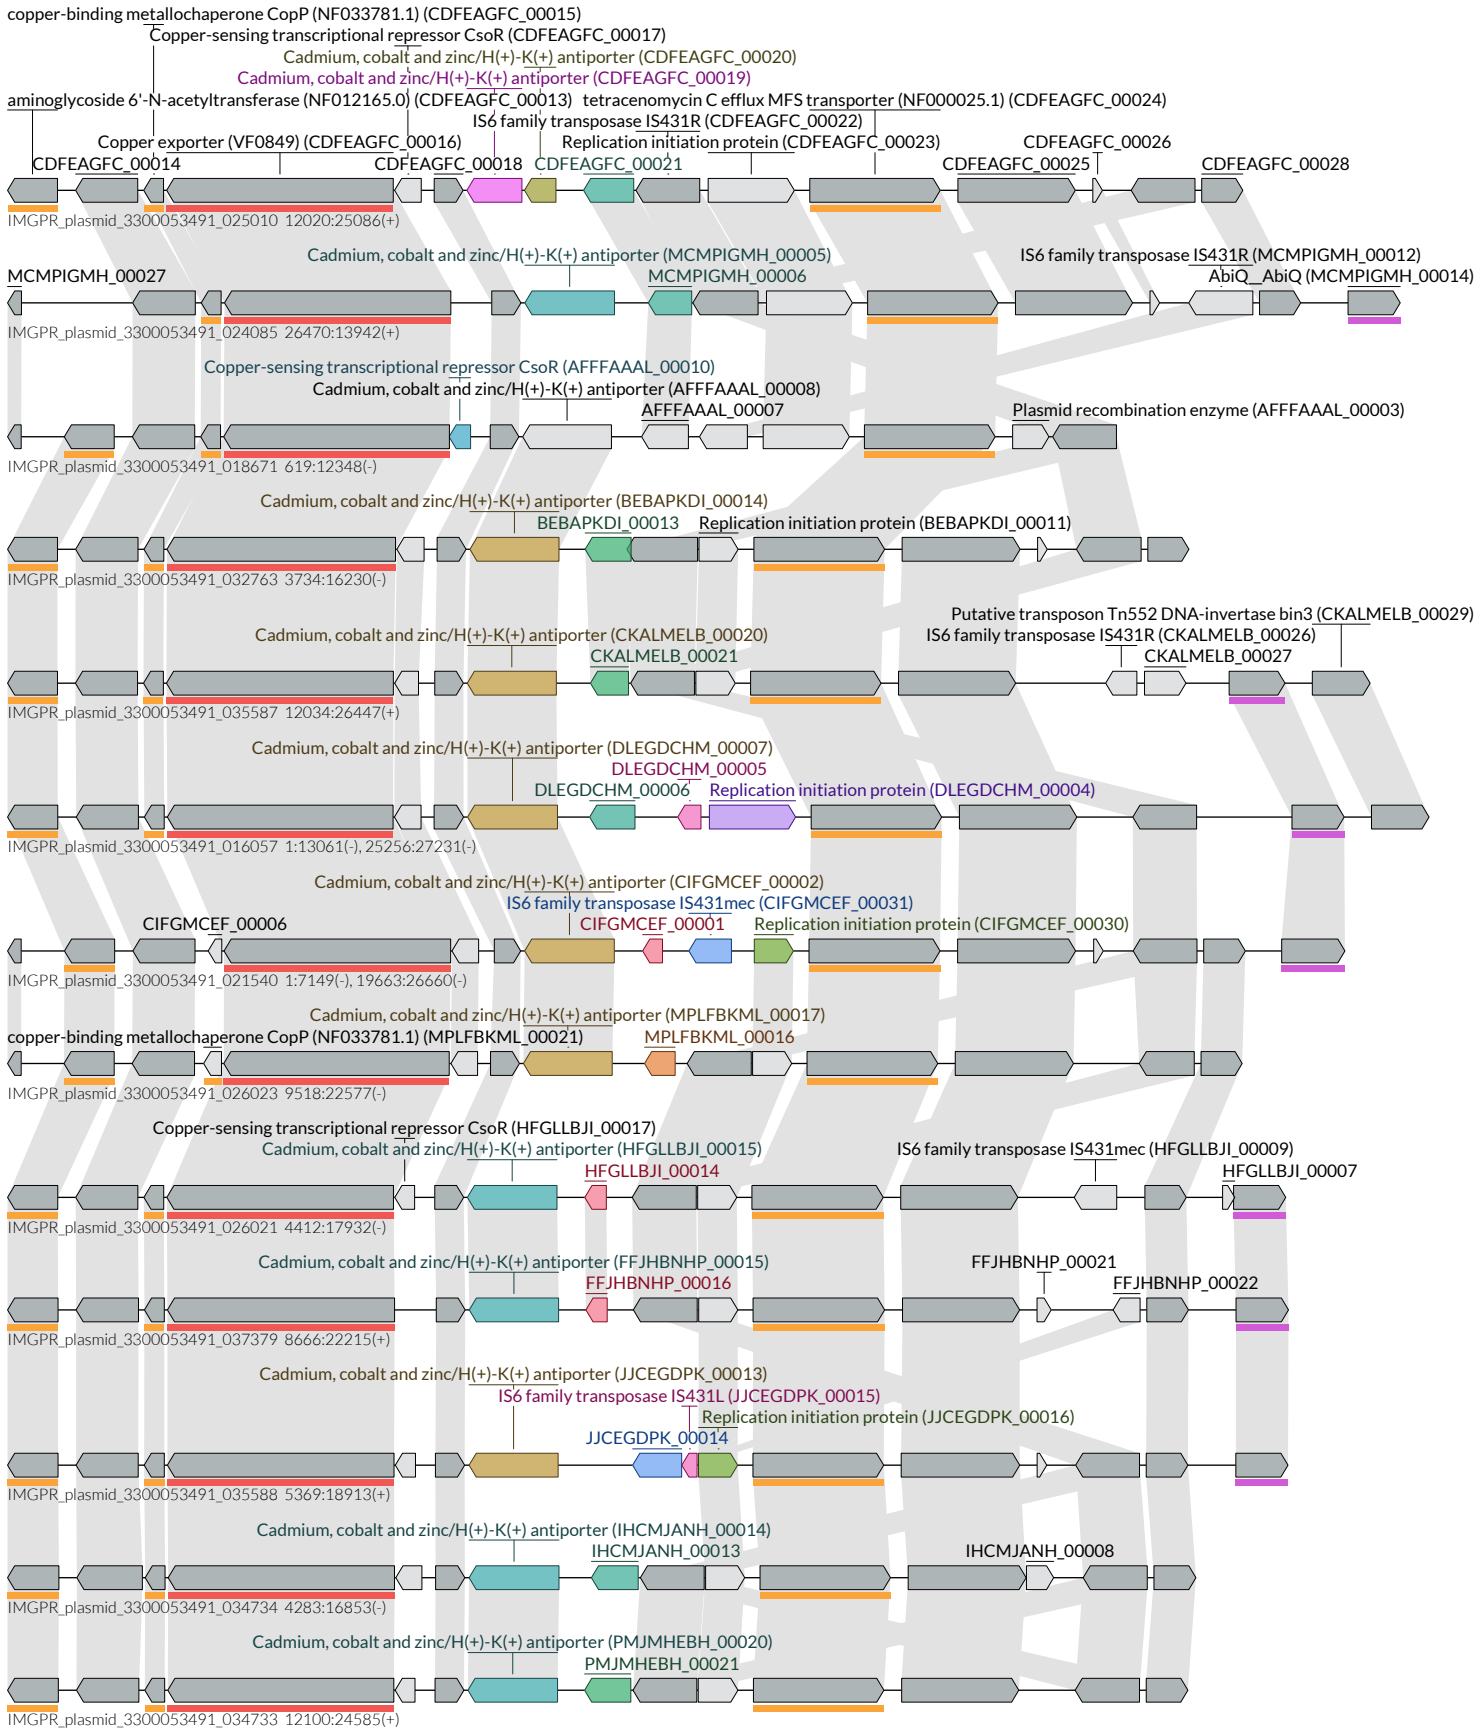 copper-binding metallochaperone CopP (NF033781.1) (CDFEAGFC_00015)
Copper-sensing transcriptional repressor CsoR (CDFEAGFC_00017)
Cadmium, cobalt and zinc/H(+)-K(+) antiporter (CDFEAGFC_00020)
Cadmium, cobalt and zinc/H(+)-K(+) antiporter (CDFEAGFC_00019)
aminoglycoside 6'-N-acetyltransferase (NF012165.0) (CDFEAGFC_00013) tetracenomycin C efflux MFS transporter (NF000025.1) (CDFEAGFC_00024)
IS6 family transposase IS431R (CDFEAGFC_00022)
Copper exporter (VF0849) (CDFEAGFC_00016) Replication initiation protein (CDFEAGFC_00023) CDFEAGFC_00026
CDFEAGFC_00014 CDFEAGFC_00018 CDFEAGFC_00021 CDFEAGFC_00025 CDFEAGFC_00028
IMGPR_plasmid_3300053491_025010 12020:25086(+)
Cadmium, cobalt and zinc/H(+)-K(+) antiporter (MCMPIGMH_00005) IS6 family transposase IS431R (MCMPIGMH_00012)
MCMPIGMH_00027 MCMPIGMH_00006 AbiQ__AbiQ (MCMPIGMH_00014)
IMGPR_plasmid_3300053491_024085 26470:13942(+)
Copper-sensing transcriptional repressor CsoR (AFFFAAAL_00010)
Cadmium, cobalt and zinc/H(+)-K(+) antiporter (AFFFAAAL_00008)
AFFFAAAL_00007 Plasmid recombination enzyme (AFFFAAAL_00003)
IMGPR_plasmid_3300053491_018671 619:12348(-)
Cadmium, cobalt and zinc/H(+)-K(+) antiporter (BEBAPKDI_00014)
BEBAPKDI_00013 Replication initiation protein (BEBAPKDI_00011)
IMGPR_plasmid_3300053491_032763 3734:16230(-)
Putative transposon Tn552 DNA-invertase bin3 (CKALMELB_00029)
Cadmium, cobalt and zinc/H(+)-K(+) antiporter (CKALMELB_00020) IS6 family transposase IS431R (CKALMELB_00026)
CKALMELB_00021 CKALMELB_00027
IMGPR_plasmid_3300053491_035587 12034:26447(+)
Cadmium, cobalt and zinc/H(+)-K(+) antiporter (DLEGDCHM_00007)
DLEGDCHM_00005
DLEGDCHM_00006 Replication initiation protein (DLEGDCHM_00004)
IMGPR_plasmid_3300053491_016057 1:13061(-), 25256:27231(-)
Cadmium, cobalt and zinc/H(+)-K(+) antiporter (CIFGMCEF_00002)
IS6 family transposase IS431mec (CIFGMCEF_00031)
CIFGMCEF_00006 CIFGMCEF_00001 Replication initiation protein (CIFGMCEF_00030)
IMGPR_plasmid_3300053491_021540 1:7149(-), 19663:26660(-)
Cadmium, cobalt and zinc/H(+)-K(+) antiporter (MPLFBKML_00017)
copper-binding metallochaperone CopP (NF033781.1) (MPLFBKML_00021) MPLFBKML_00016
IMGPR_plasmid_3300053491_026023 9518:22577(-)
Copper-sensing transcriptional repressor CsoR (HFGLLBJI_00017)
Cadmium, cobalt and zinc/H(+)-K(+) antiporter (HFGLLBJI_00015) IS6 family transposase IS431mec (HFGLLBJI_00009)
HFGLLBJI_00014 HFGLLBJI_00007
IMGPR_plasmid_3300053491_026021 4412:17932(-)
Cadmium, cobalt and zinc/H(+)-K(+) antiporter (FFJHBNHP_00015) FFJHBNHP_00021
FFJHBNHP_00016 FFJHBNHP_00022
IMGPR_plasmid_3300053491_037379 8666:22215(+)
Cadmium, cobalt and zinc/H(+)-K(+) antiporter (JJCEGDPK_00013)
IS6 family transposase IS431L (JJCEGDPK_00015)
Replication initiation protein (JJCEGDPK_00016)
JJCEGDPK_00014
IMGPR_plasmid_3300053491_035588 5369:18913(+)
Cadmium, cobalt and zinc/H(+)-K(+) antiporter (IHCMJANH_00014)
IHCMJANH_00013 IHCMJANH_00008
IMGPR_plasmid_3300053491_034734 4283:16853(-)
Cadmium, cobalt and zinc/H(+)-K(+) antiporter (PMJMHEBH_00020)
PMJMHEBH_00021
IMGPR_plasmid_3300053491_034733 12100:24585(+)